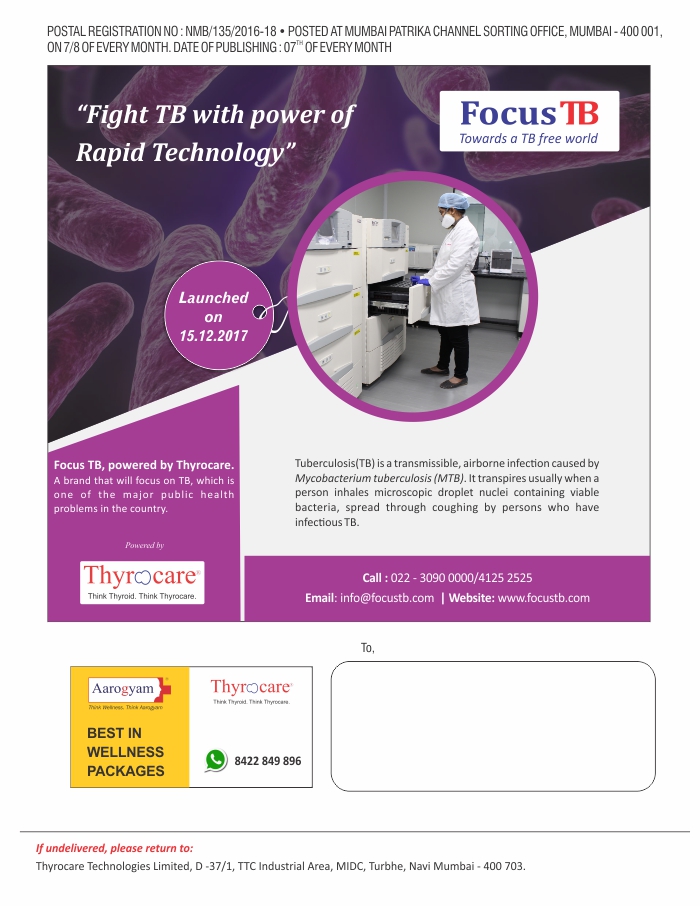 POSTAL REGISTRATION NO : NMB/135/2016-18 • POSTED AT MUMBAI PATRIKA CHANNEL SORTING OFFICE, MUMBAI - 400 001,
ON 7/8 OF EVERY MONTH. DATE OF PUBLISHING : 07TH OF EVERY MONTH
“Fight TB with power of
Rapid Technology”
Focus TB
Towards a TB free world
Launched
on
15.12.2017
Focus TB, powered by Thyrocare.
A brand that will focus on TB, which is
one of the major public health
problems in the country.
Powered by
Thyrocare®
Think Thyroid. Think Thyrocare.
Tuberculosis(TB) is a transmissible, airborne infection caused by
Mycobacterium tuberculosis (MTB). It transpires usually when a
person inhales microscopic droplet nuclei containing viable
bacteria, spread through coughing by persons who have
infectious TB.
Call : 022 - 3090 0000/4125 2525
Email: info@focustb.com | Website: www.focustb.com
To,
Aarogyam®
Think Wellness. Think Aarogyam
BEST IN
WELLNESS
PACKAGES
Thyrocare®
Think Thyroid. Think Thyrocare.
8422 849 896
If undelivered, please return to:
Thyrocare Technologies Limited, D -37/1, TTC Industrial Area, MIDC, Turbhe, Navi Mumbai - 400 703.